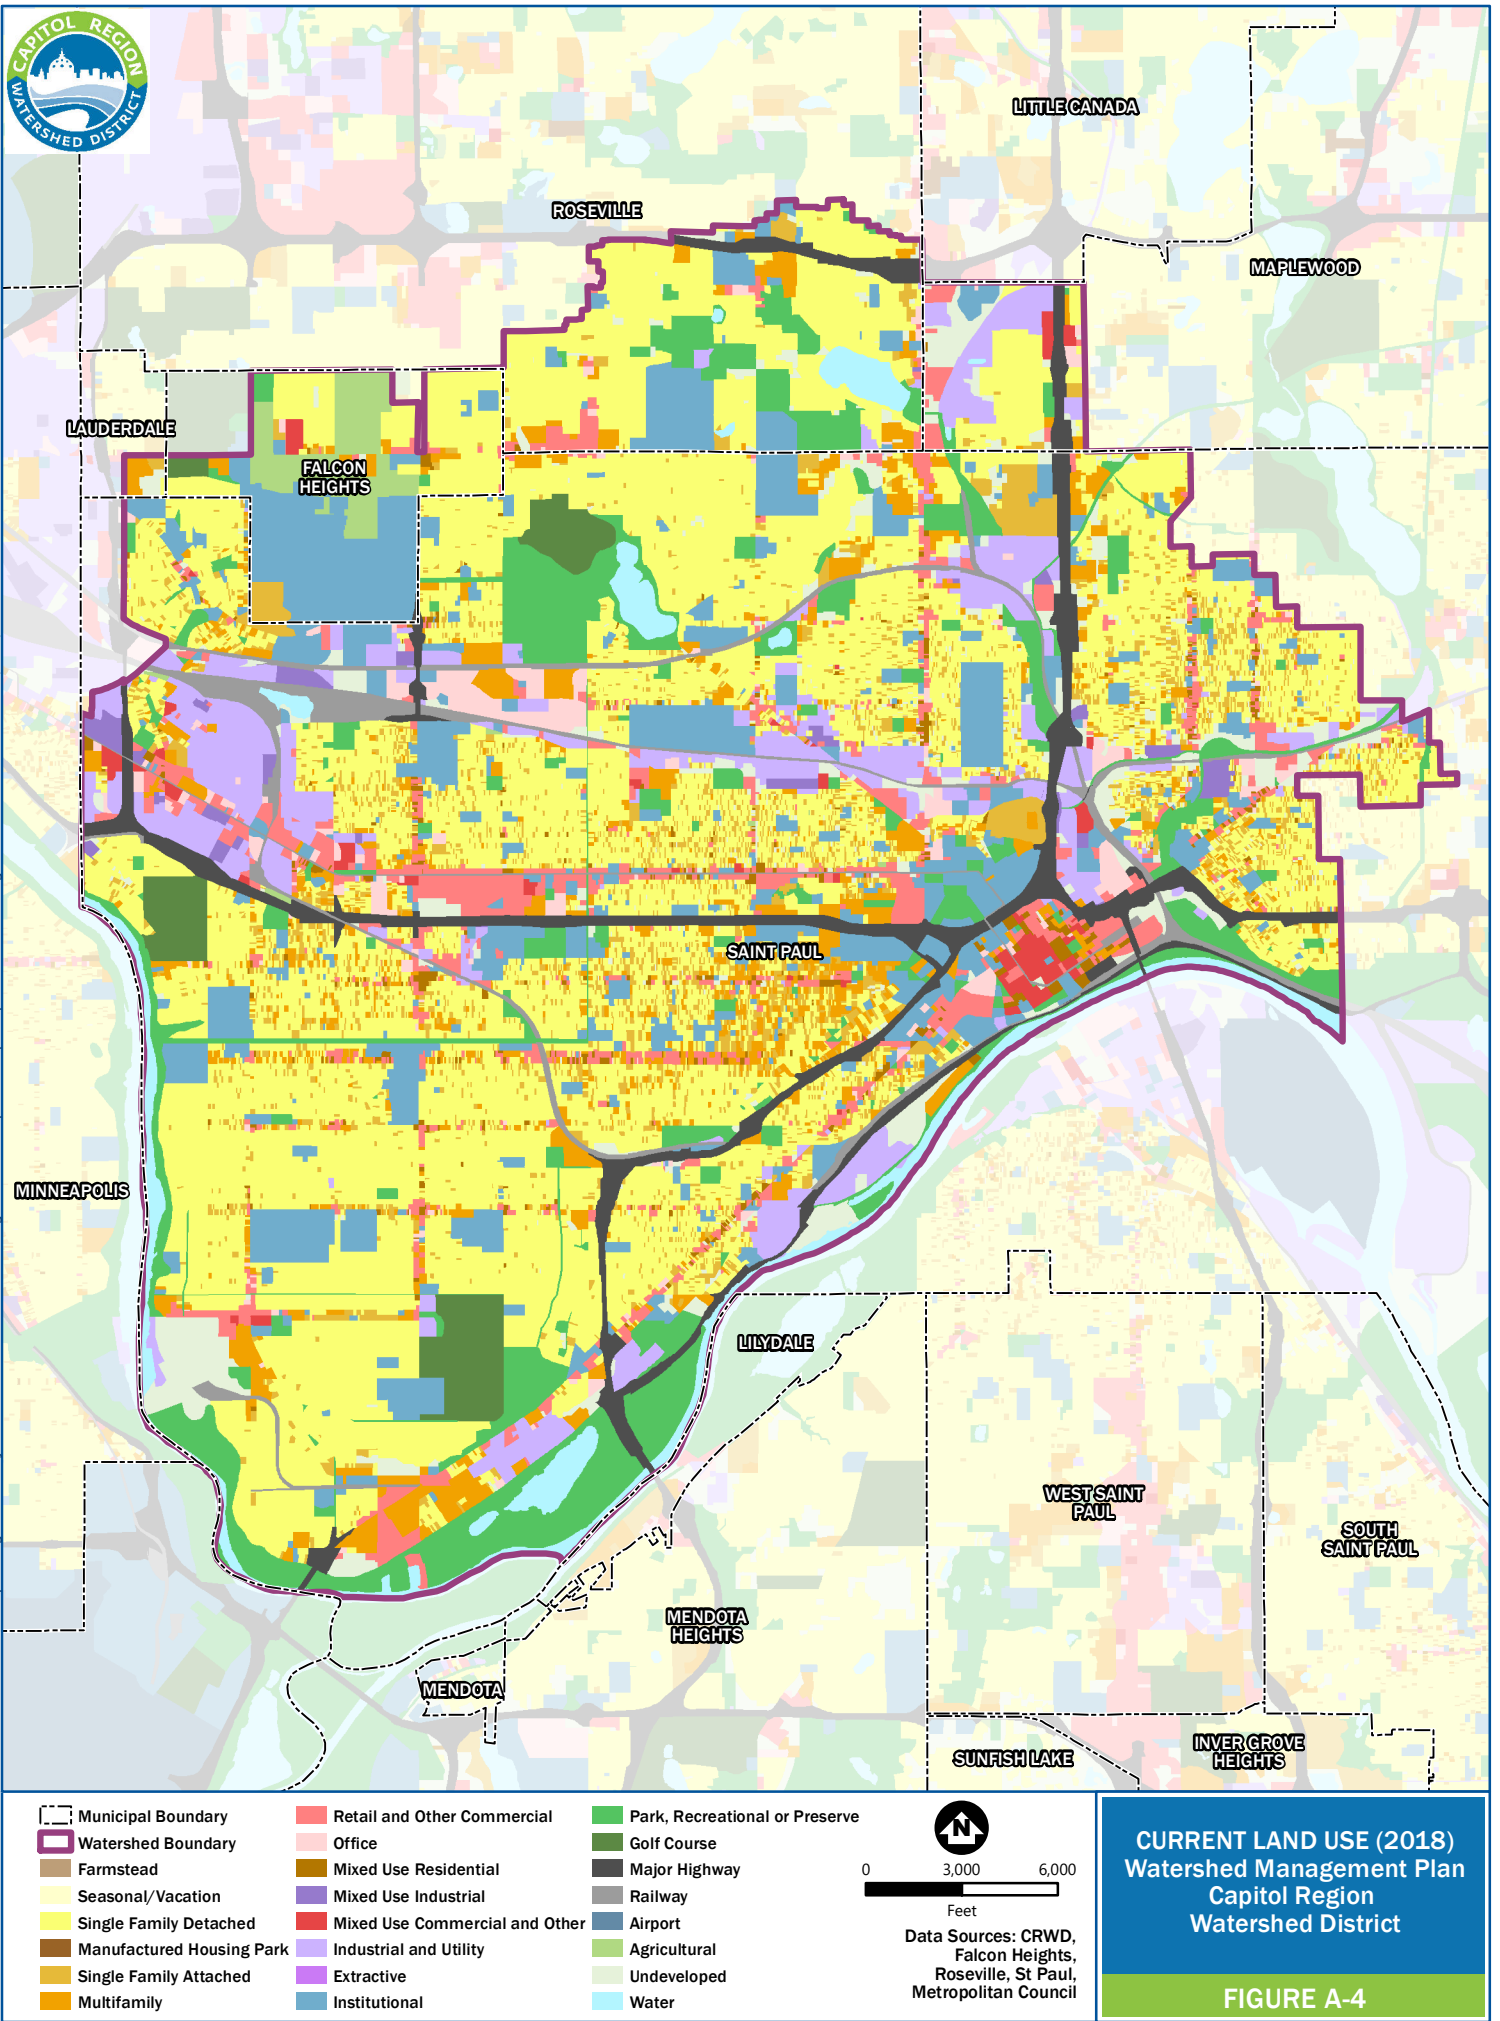 CAPITOL REGION
WATERSHED DISTRICT
LITTLE CANADA
ROSEVILLE
MAPLEWOOD
LAUDERDALE
FALCON
HEIGHTS
SAINT PAUL
MINNEAPOLIS
LILYDALE
WEST SAINT
PAUL
SOUTH
SAINT PAUL
MENDOTA
HEIGHTS
MENDOTA
SUNFISH LAKE
INVER GROVE
HEIGHTS
Municipal Boundary
Watershed Boundary
Farmstead
Seasonal/Vacation
Single Family Detached
Manufactured Housing Park
Single Family Attached
Multifamily
Retail and Other Commercial
Office
Mixed Use Residential
Mixed Use Industrial
Mixed Use Commercial and Other
Industrial and Utility
Extractive
Institutional
Park, Recreational or Preserve
Golf Course
Major Highway
Railway
Airport
Agricultural
Undeveloped
Water
N
0 3,000 6,000
Feet
Data Sources: CRWD,
Falcon Heights,
Roseville, St Paul,
Metropolitan Council
CURRENT LAND USE (2018)
Watershed Management Plan
Capitol Region
Watershed District
FIGURE A-4